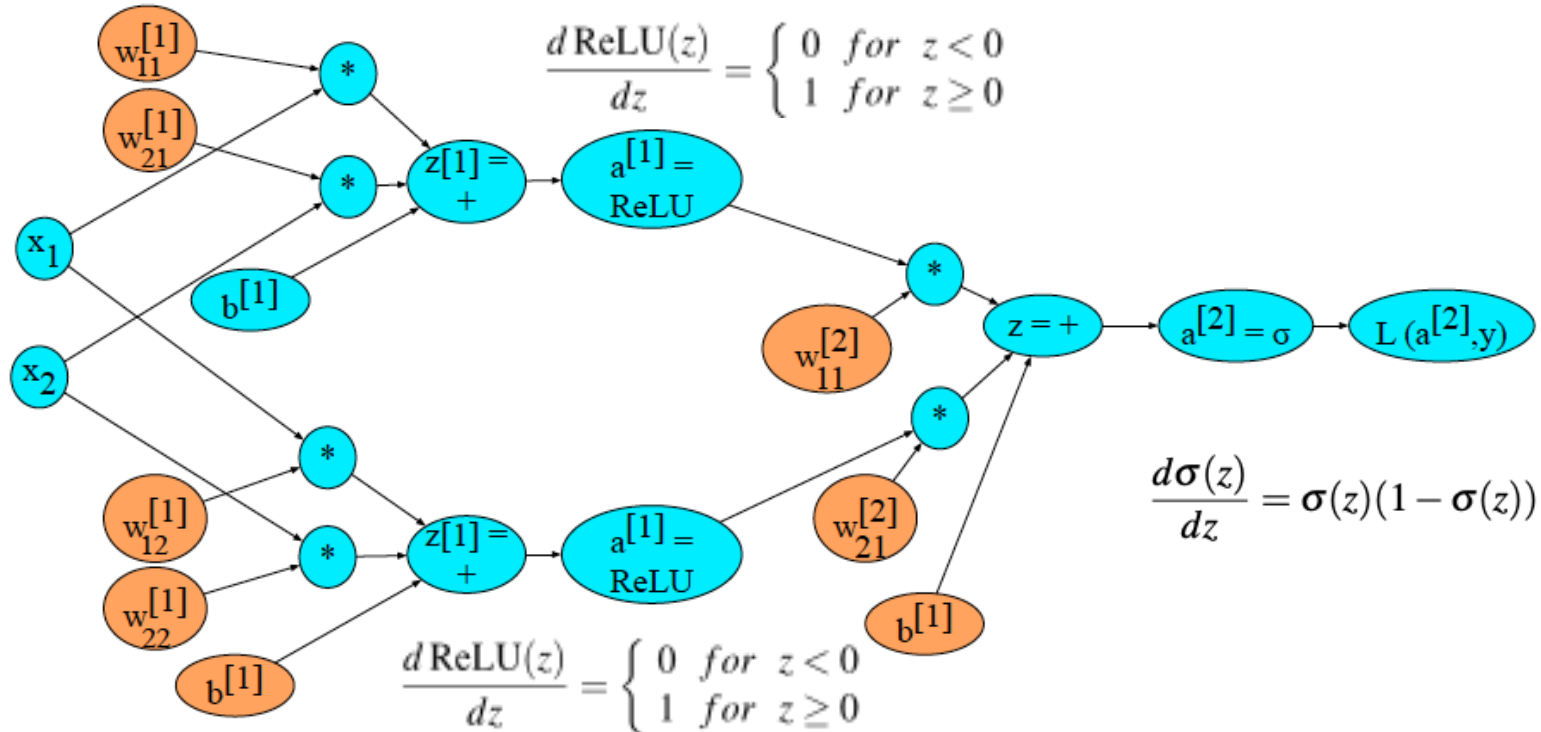 w[1]11
*
d ReLU(z)/dz = { 0 for z < 0
1 for z ≥ 0
w[1]21
*
z[1] =
+
a[1] =
ReLU
x1
b[1]
*
w[2]11
z = +
a[2] = σ
L (a[2],y)
x2
*
*
w[1]12
w[2]21
dσ(z)/dz = σ(z)(1 − σ(z))
*
z[1] =
+
a[1] =
ReLU
w[1]22
b[1]
b[1]
d ReLU(z)/dz = { 0 for z < 0
1 for z ≥ 0